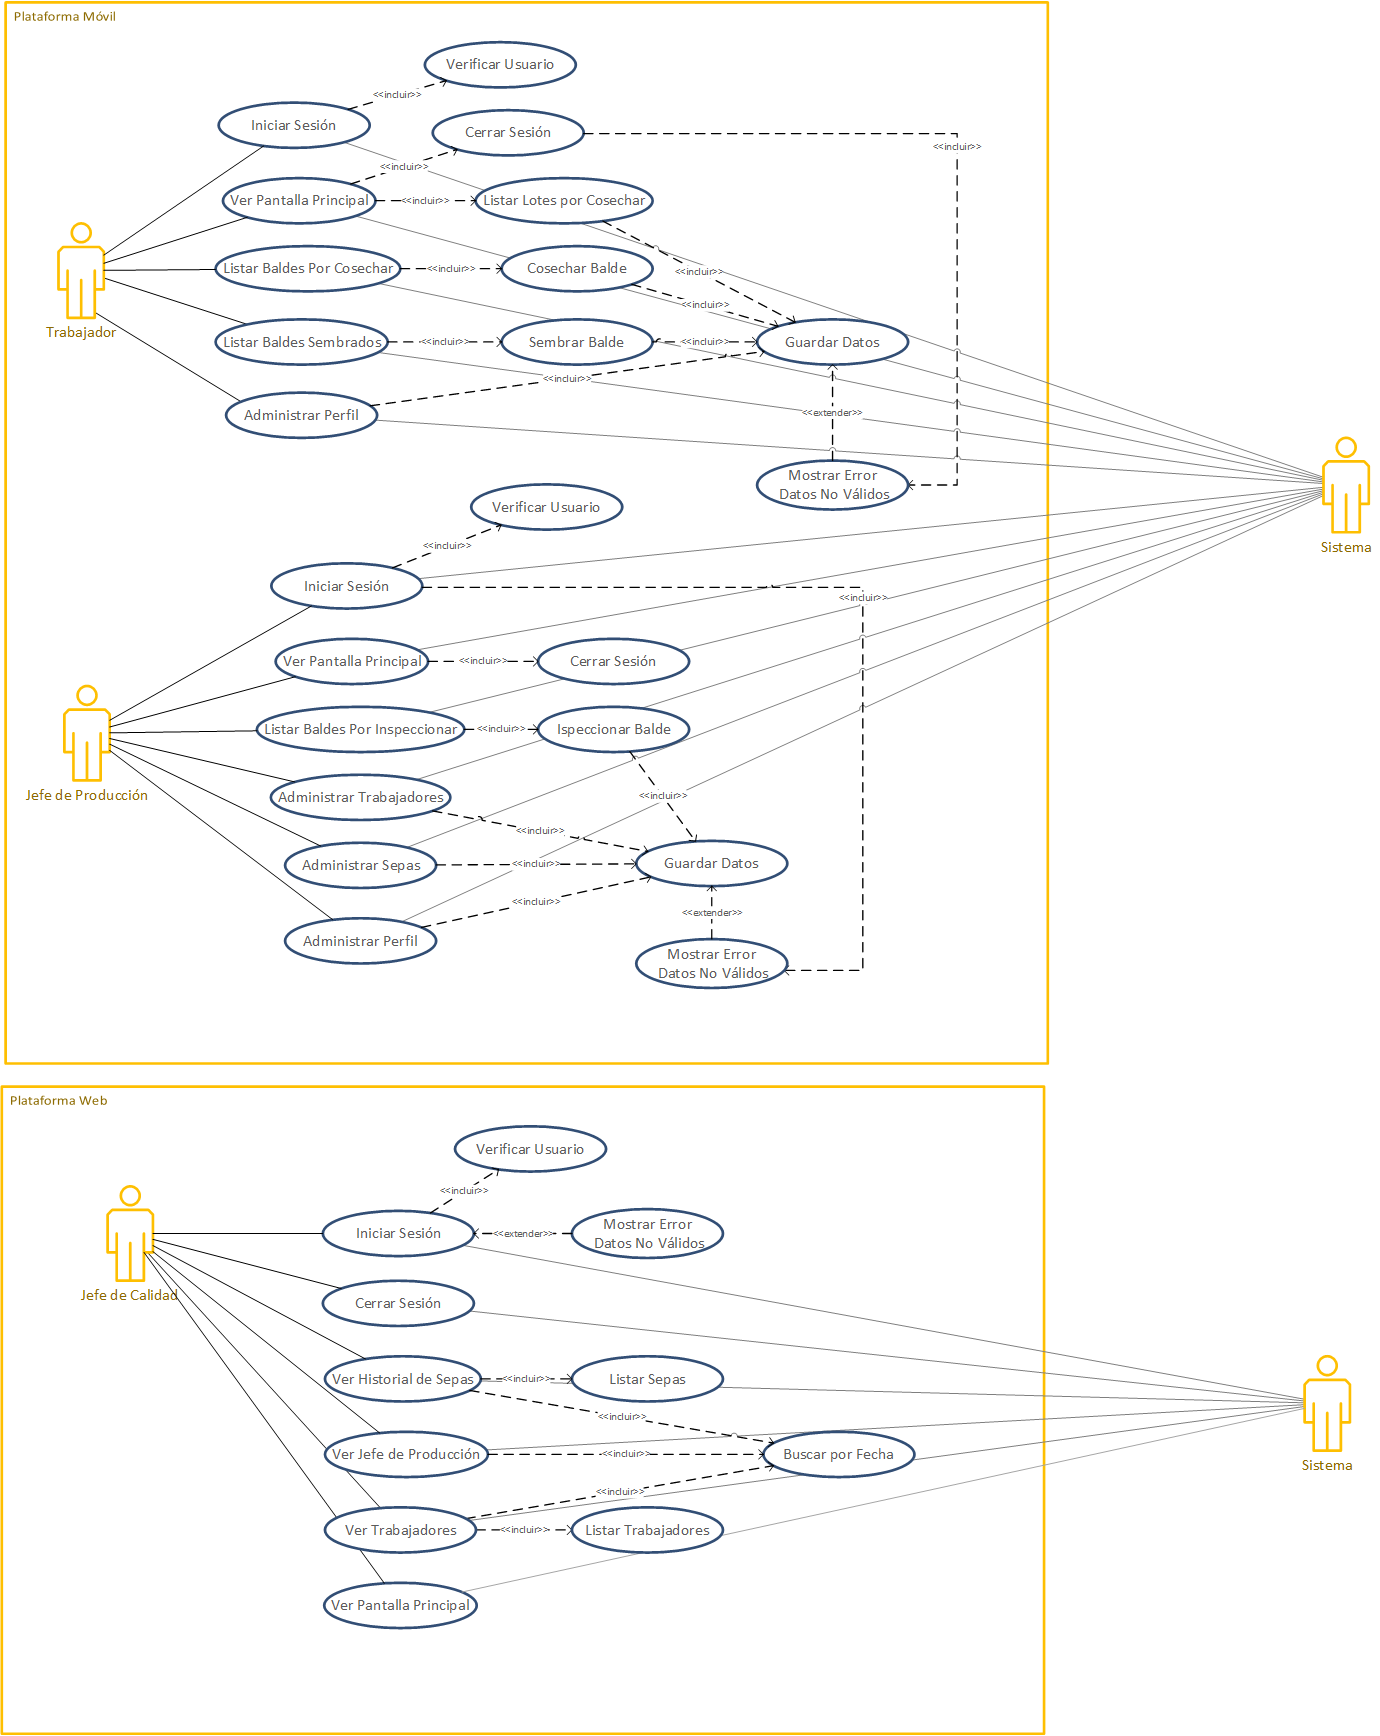 Plataforma Móvil
Verificar Usuario
<<incluir>>
Iniciar Sesión
Cerrar Sesión
<<incluir>>
<<incluir>>
Ver Pantalla Principal
<<incluir>>
Listar Lotes por Cosechar
Listar Baldes Por Cosechar
<<incluir>>
Cosechar Balde
<<incluir>>
<<incluir>>
Trabajador
Listar Baldes Sembrados
<<incluir>>
Sembrar Balde
<<incluir>>
Guardar Datos
<<incluir>>
Administrar Perfil
<<extender>>
Mostrar Error
Datos No Válidos
Verificar Usuario
<<incluir>>
Sistema
Iniciar Sesión
<<incluir>>
Ver Pantalla Principal
<<incluir>>
Cerrar Sesión
Listar Baldes Por Inspeccionar
<<incluir>>
Ispeccionar Balde
Jefe de Producción
Administrar Trabajadores
<<incluir>>
<<incluir>>
Administrar Sepas
<<incluir>>
Guardar Datos
<<incluir>>
<<extender>>
Administrar Perfil
Mostrar Error
Datos No Válidos
Plataforma Web
Verificar Usuario
<<incluir>>
Iniciar Sesión
<<extender>>
Mostrar Error
Datos No Válidos
Jefe de Calidad
Cerrar Sesión
Ver Historial de Sepas
<<incluir>>
Listar Sepas
<<incluir>>
Ver Jefe de Producción
<<incluir>>
Buscar por Fecha
Sistema
<<incluir>>
Ver Trabajadores
<<incluir>>
Listar Trabajadores
Ver Pantalla Principal